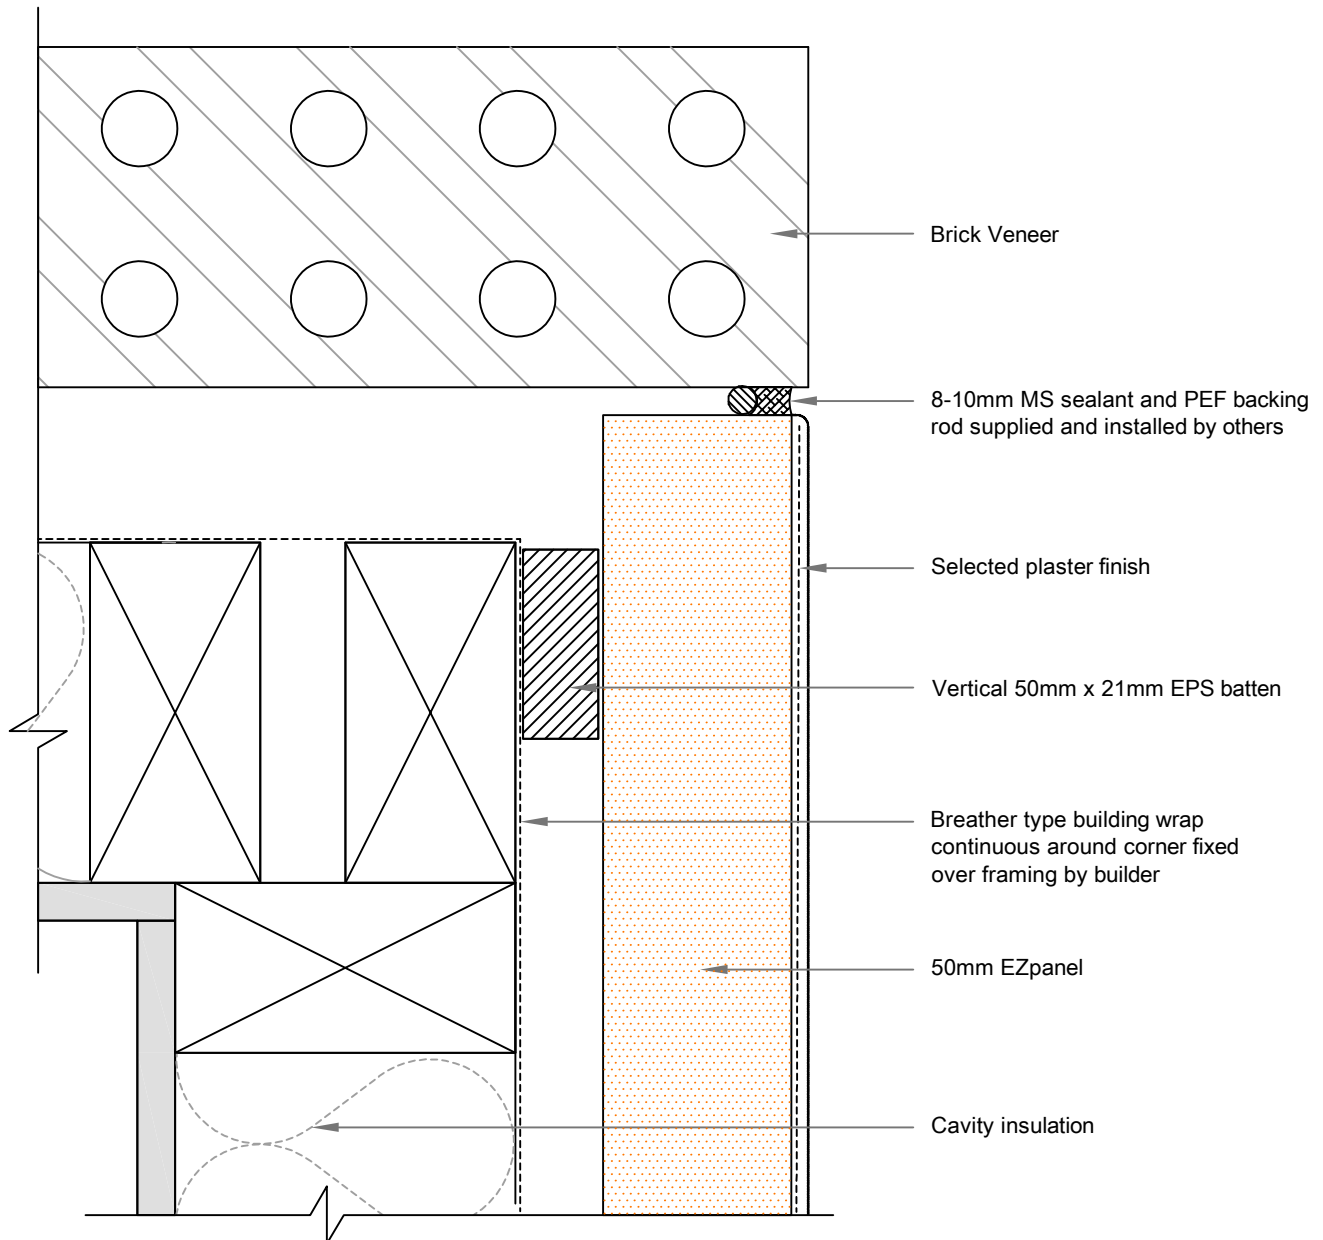 Brick Veneer
8-10mm MS sealant and PEF backing
rod supplied and installed by others
Selected plaster finish
Vertical 50mm x 21mm EPS batten
Breather type building wrap
continuous around corner fixed
over framing by builder
50mm EZpanel
Cavity insulation